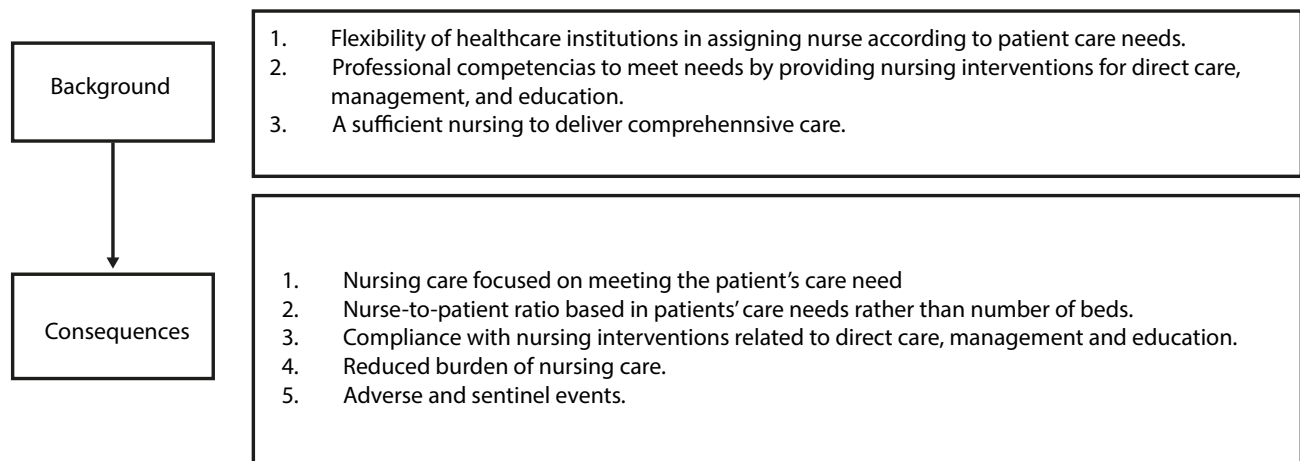 Background
1. Flexibility of healthcare institutions in assigning nurse according to patient care needs.
2. Professional competencias to meet needs by providing nursing interventions for direct care,
management, and education.
3. A sufficient nursing to deliver comprehennsive care.
Consequences
1. Nursing care focused on meeting the patient’s care need
2. Nurse-to-patient ratio based in patients’ care needs rather than number of beds.
3. Compliance with nursing interventions related to direct care, management and education.
4. Reduced burden of nursing care.
5. Adverse and sentinel events.